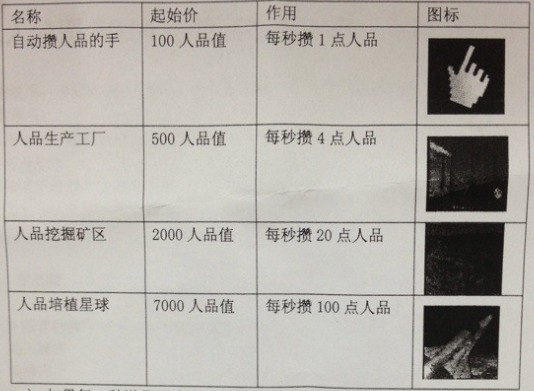 名称 起始价 作用 图标
自动攒人品的手 100 人品值 每秒攒 1 点人品
人品生产工厂 500 人品值 每秒攒 4 点人品
人品挖掘矿区 2000 人品值 每秒攒 20 点人品
人品培植星球 7000 人品值 每秒攒 100 点人品